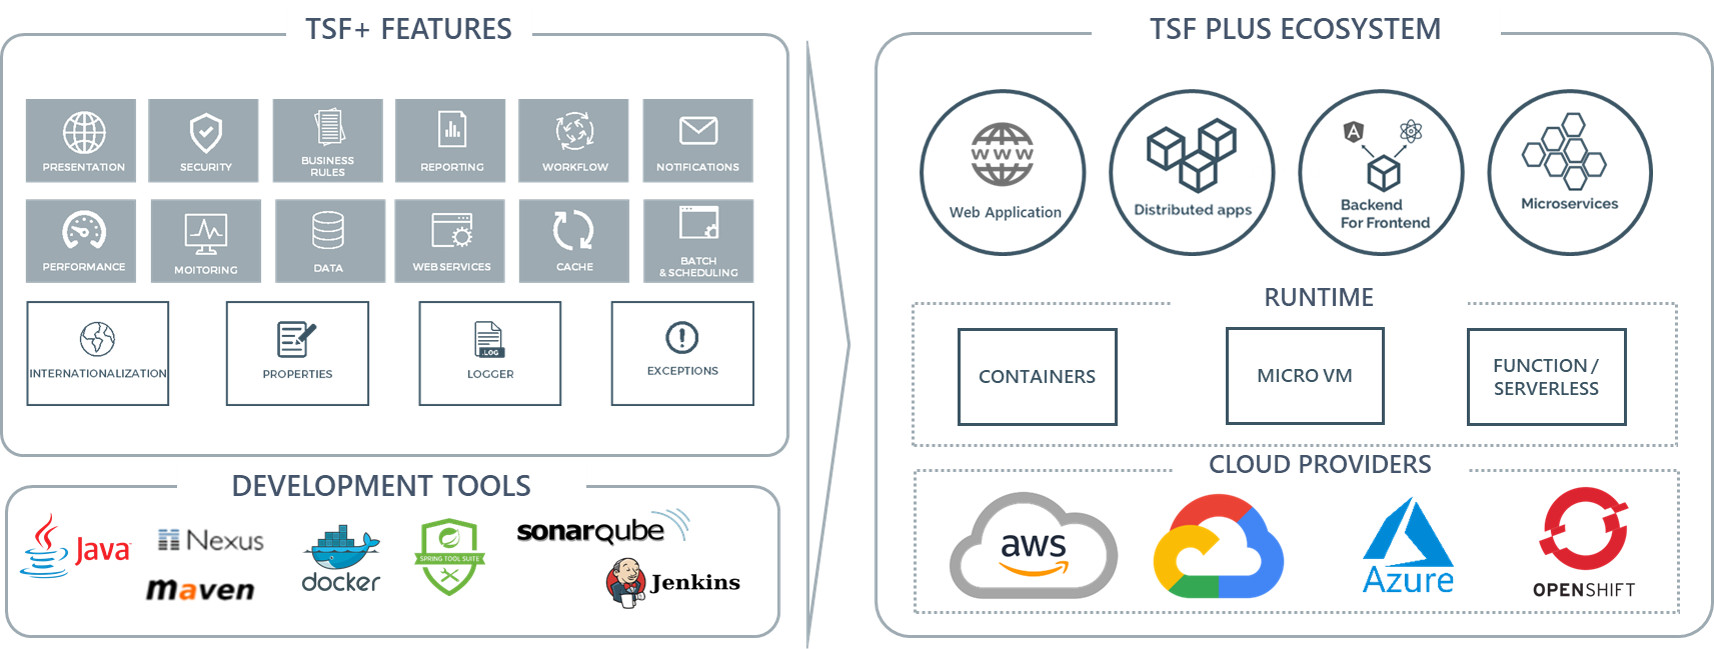 TSF+ FEATURES
PRESENTATION
SECURITY
BUSINESS
RULES
REPORTING
WORKFLOW
NOTIFICATIONS
PERFORMANCE
MOITORING
DATA
WEB SERVICES
CACHE
BATCH
& SCHEDULING
INTERNATIONALIZATION
PROPERTIES
.LOG
LOGGER
EXCEPTIONS
DEVELOPMENT TOOLS
Java
Nexus
maven
docker
SPRING TOOL SUITE
sonarqube
Jenkins
TSF PLUS ECOSYSTEM
WWW
Web Application
Distributed apps
A
Backend
For Frontend
Microservices
RUNTIME
CONTAINERS
MICRO VM
FUNCTION /
SERVERLESS
CLOUD PROVIDERS
aws
Azure
OPENSHIFT